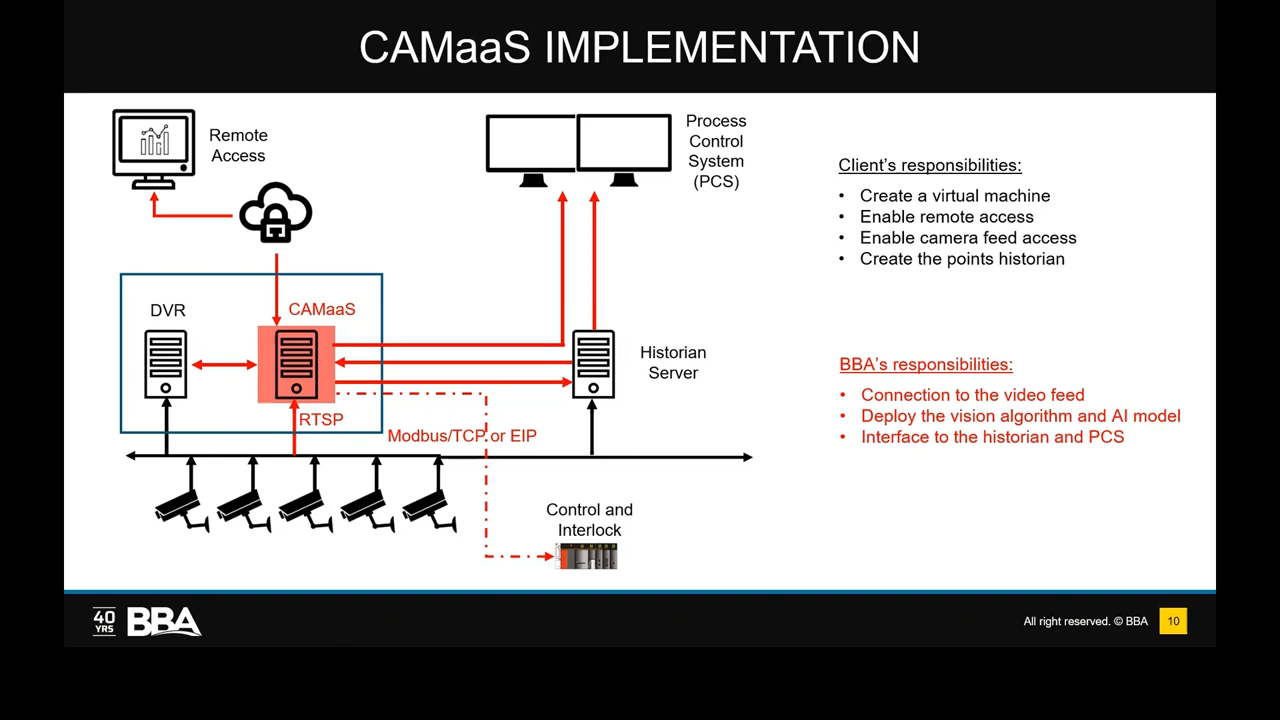 CAMaaS IMPLEMENTATION
Remote
Access
Process
Control
System
(PCS)
DVR
CAMaaS
RTSP
Historian
Server
Modbus/TCP or EIP
Control and
Interlock
Client's responsibilities:
• Create a virtual machine
• Enable remote access
• Enable camera feed access
• Create the points historian
BBA's responsibilities:
• Connection to the video feed
• Deploy the vision algorithm and AI model
• Interface to the historian and PCS
40
YRS
BBA
All right reserved. © BBA
10